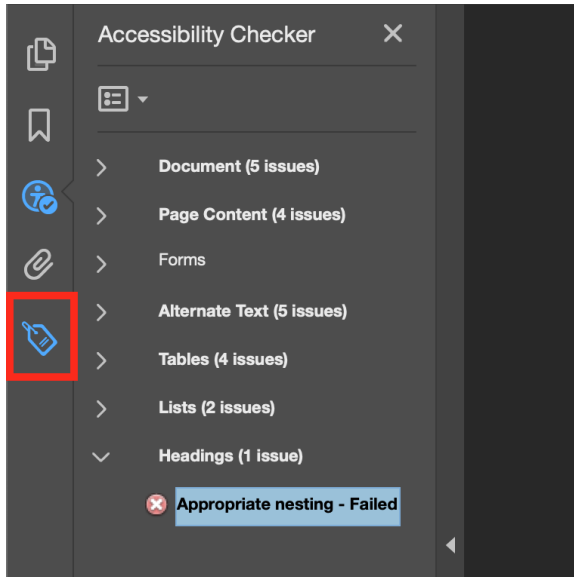 Accessibility Checker
Document (5 issues)
Page Content (4 issues)
Forms
Alternate Text (5 issues)
Tables (4 issues)
Lists (2 issues)
Headings (1 issue)
Appropriate nesting - Failed